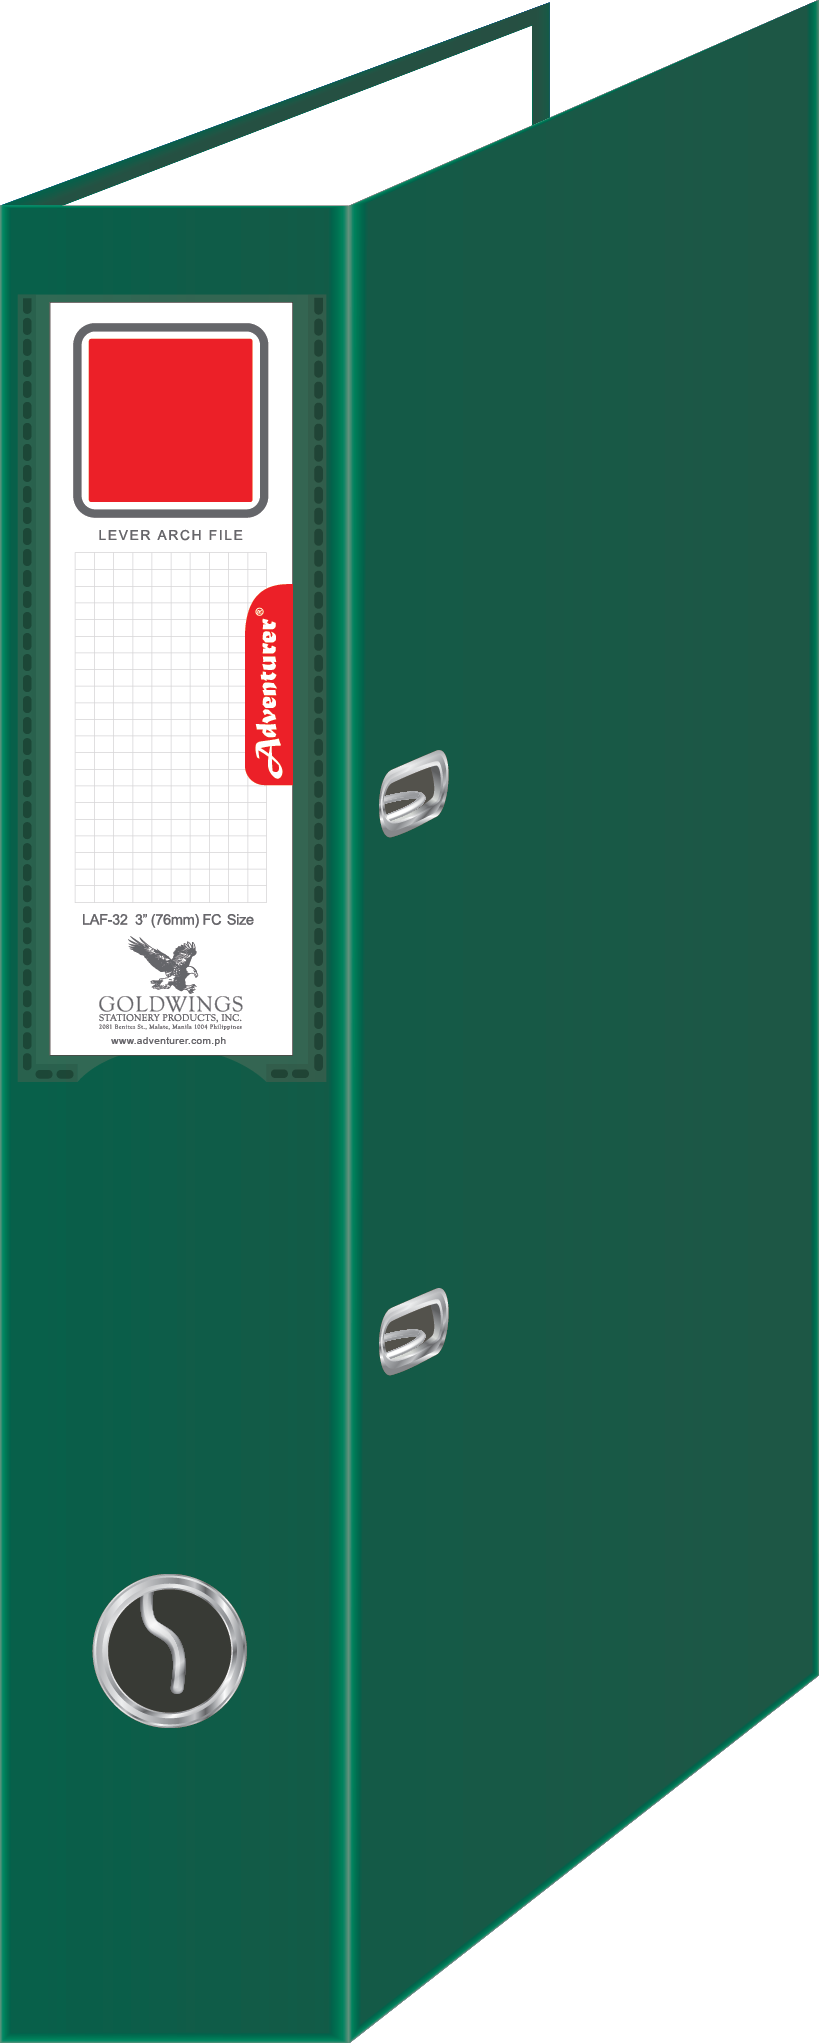 LEVER ARCH FILE
Adventurer®
LAF-32 3” (76mm) FC Size
GOLDWINGS
STATIONERY PRODUCTS, INC.
2081 Benitez St., Malate, Manila 1004 Philippines
www.adventurer.com.ph